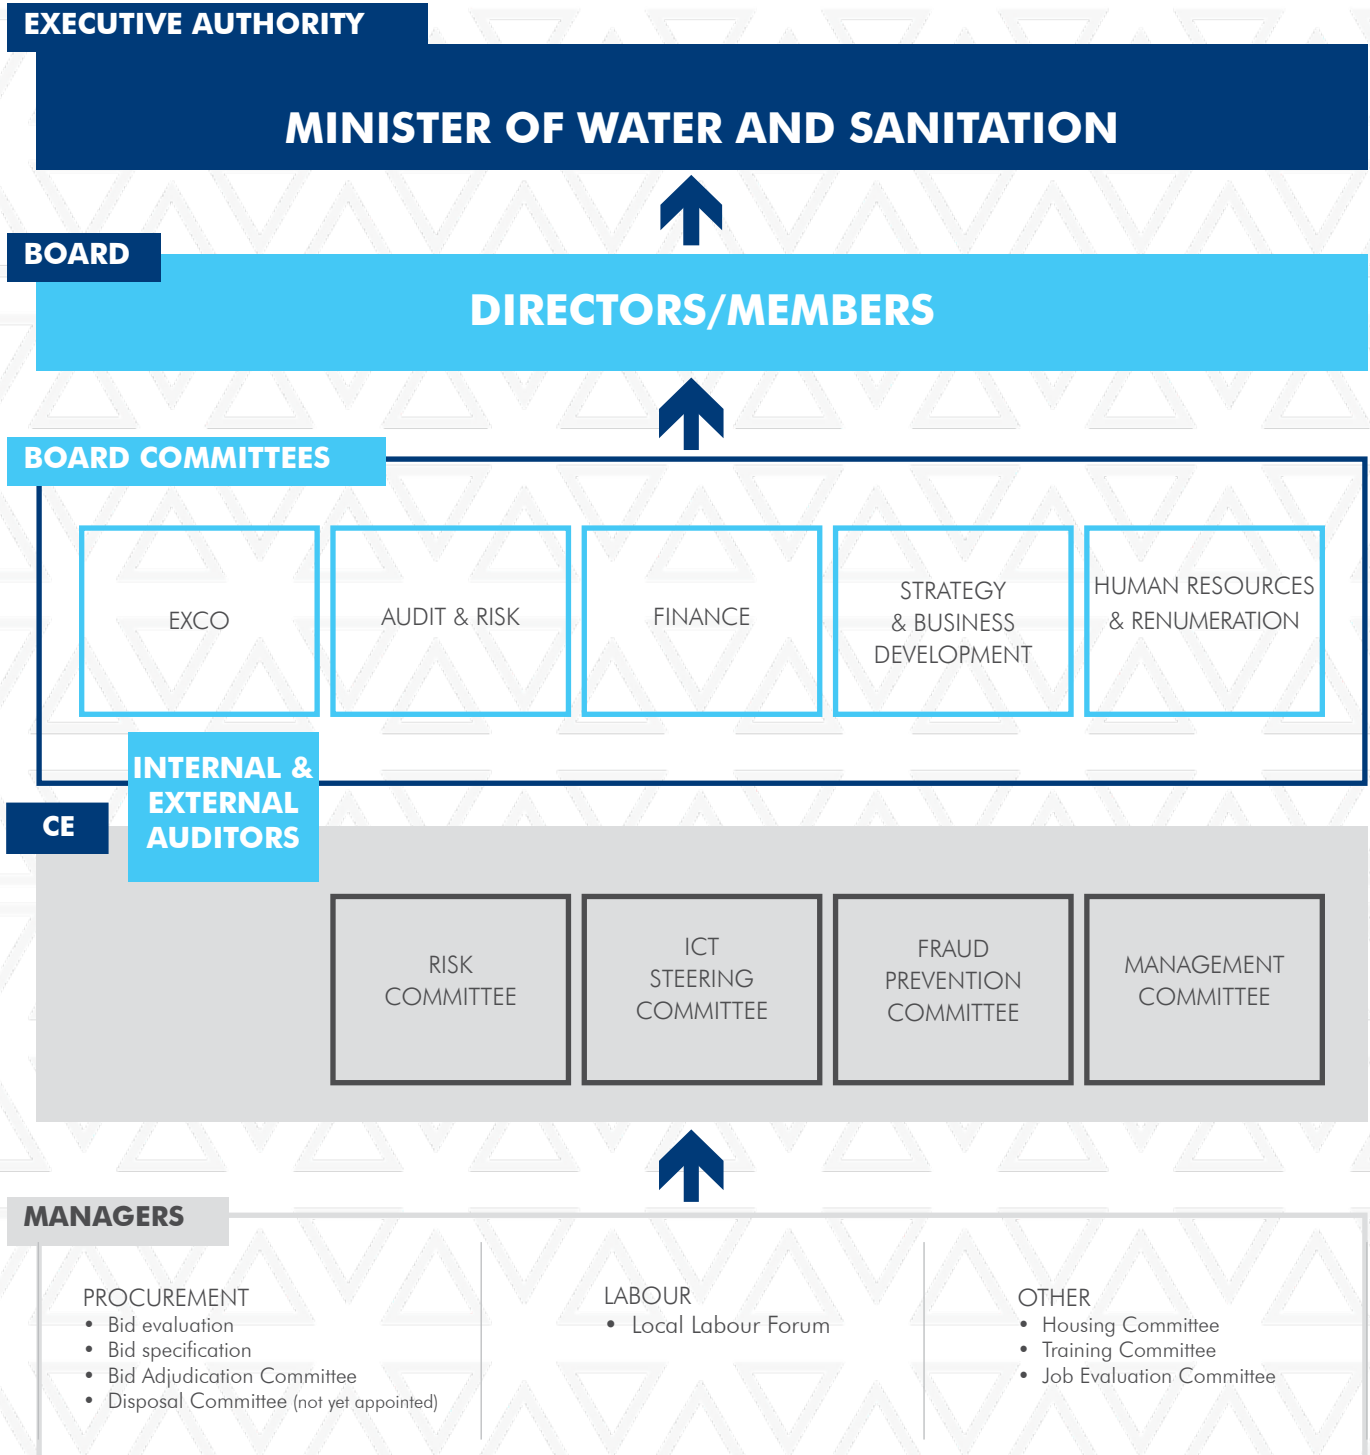 EXECUTIVE AUTHORITY
MINISTER OF WATER AND SANITATION
BOARD
DIRECTORS/MEMBERS
BOARD COMMITTEES
EXCO
AUDIT & RISK
FINANCE
STRATEGY
& BUSINESS
DEVELOPMENT
HUMAN RESOURCES
& RENUMERATION
INTERNAL &
EXTERNAL
AUDITORS
CE
RISK
COMMITTEE
ICT
STEERING
COMMITTEE
FRAUD
PREVENTION
COMMITTEE
MANAGEMENT
COMMITTEE
MANAGERS
PROCUREMENT
• Bid evaluation
• Bid specification
• Bid Adjudication Committee
• Disposal Committee (not yet appointed)
LABOUR
• Local Labour Forum
OTHER
• Housing Committee
• Training Committee
• Job Evaluation Committee